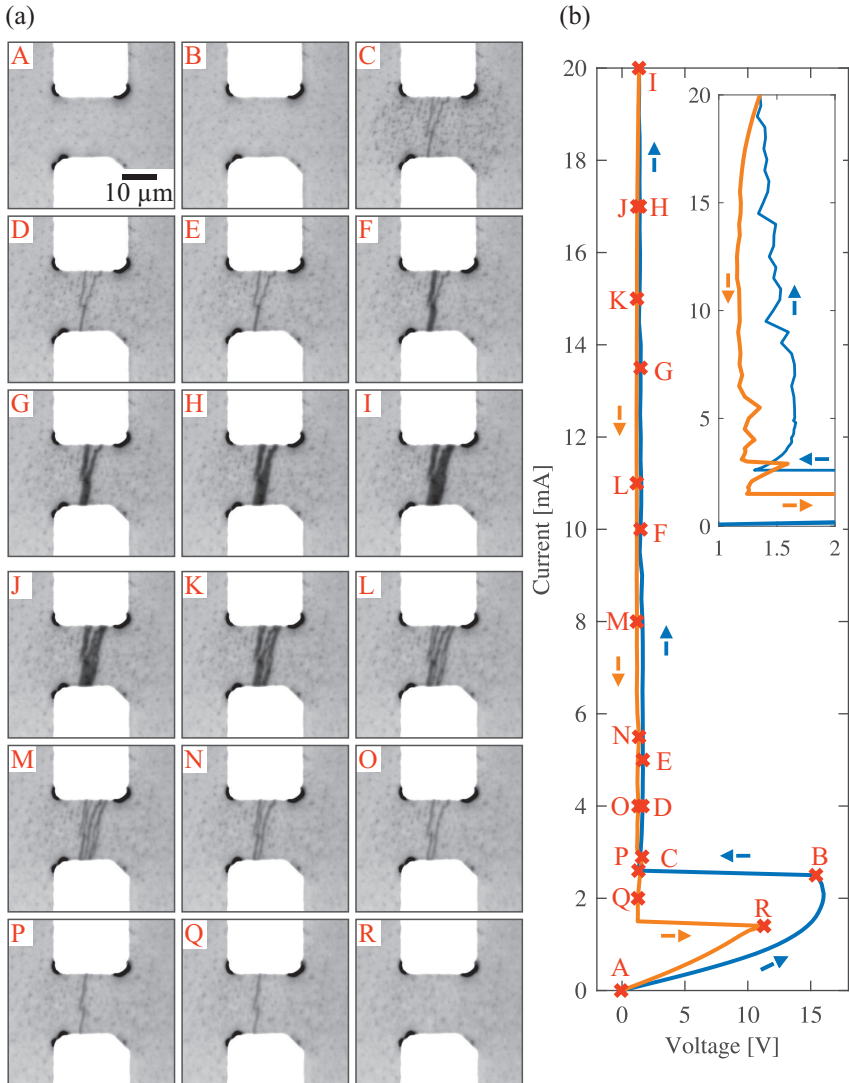 (a)
A B C
10 µm
D E F
G H I
J K L
M N O
P Q R
(b)
20
18
16
14
12
10
8
6
4
2
0
Current [mA]
0 5 10 15
Voltage [V]
I
J H
K
G
L
F
M
N
E
O D
P C
B
Q
R
A
20
15
10
5
0
1 1.5 2